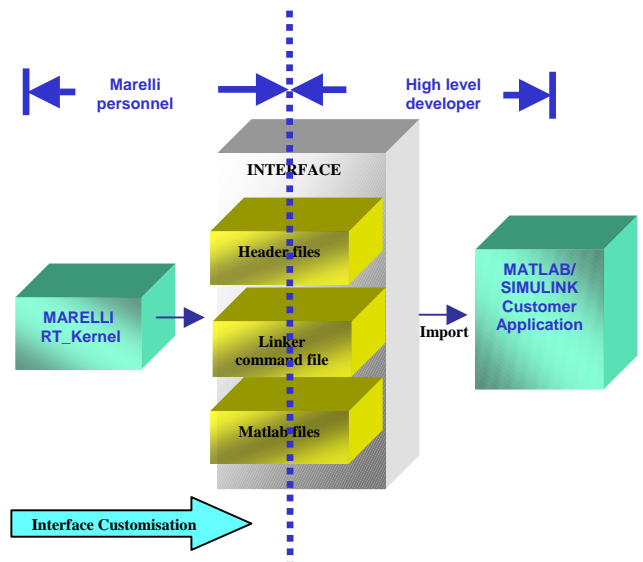 Marelli
personnel
High level
developer
INTERFACE
Header files
MARELLI
RT_Kernel
Linker
command file
Import
MATLAB/
SIMULINK
Customer
Application
Matlab files
Interface Customisation